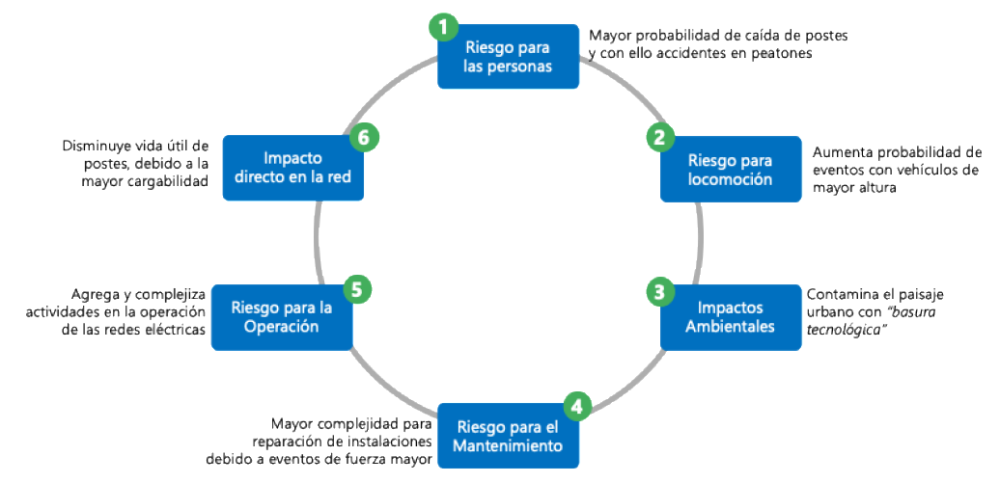 1
Riesgo para
las personas
Mayor probabilidad de caída de postes
y con ello accidentes en peatones
2
Riesgo para
locomoción
Aumenta probabilidad de
eventos con vehículos de
mayor altura
3
Impactos
Ambientales
Contamina el paisaje
urbano con “basura
tecnológica”
4
Riesgo para el
Mantenimiento
Mayor complejidad para
reparación de instalaciones
debido a eventos de fuerza mayor
5
Riesgo para la
Operación
Agrega y complejiza
actividades en la operación
de las redes eléctricas
6
Impacto
directo en la red
Disminuye vida útil de
postes, debido a la
mayor cargabilidad